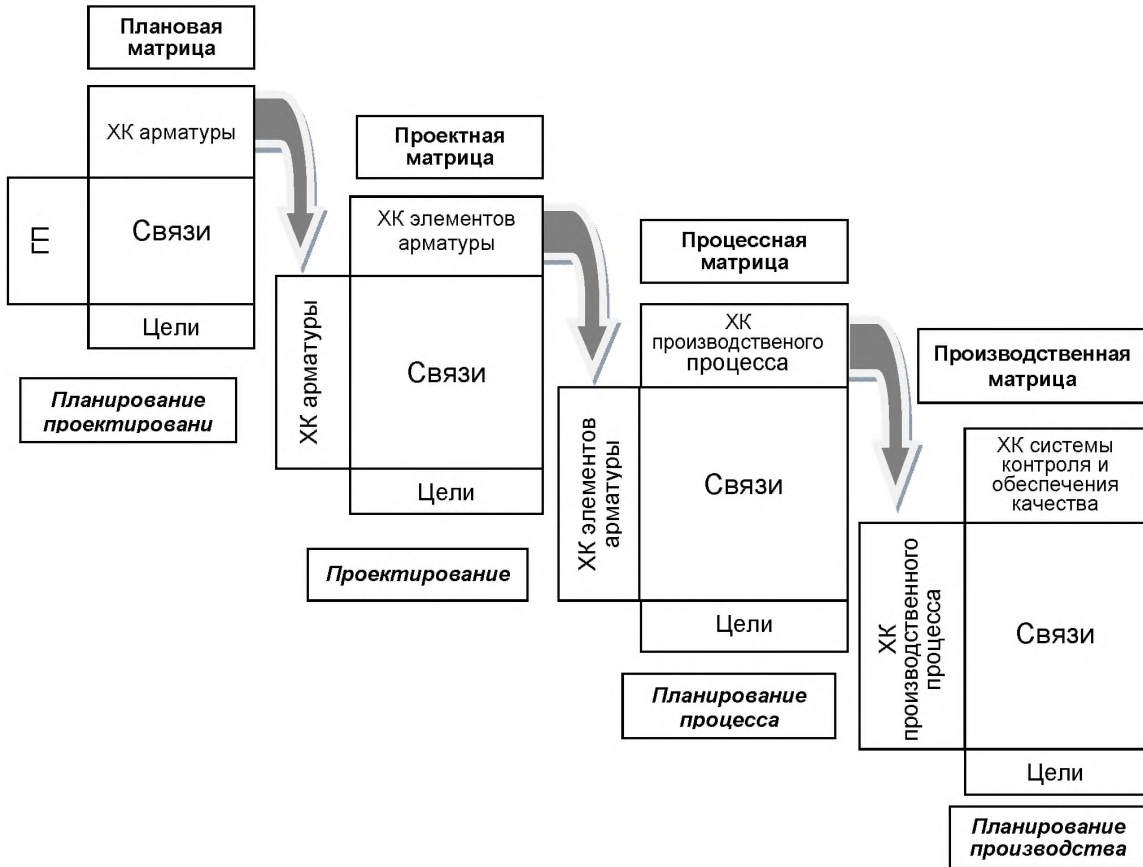 Плановая
матрица
ХК арматуры
Связи
Цели
Планирование
проектировани
Проектная
матрица
ХК элементов
арматуры
ХК арматуры
Связи
Цели
Проектирование
Процессная
матрица
ХК
производственого
процесса
ХК элементов
арматуры
Связи
Цели
Планирование
процесса
Производственная
матрица
ХК системы
контроля и
обеспечения
качества
ХК
производственного
процесса
Связи
Цели
Планирование
производства